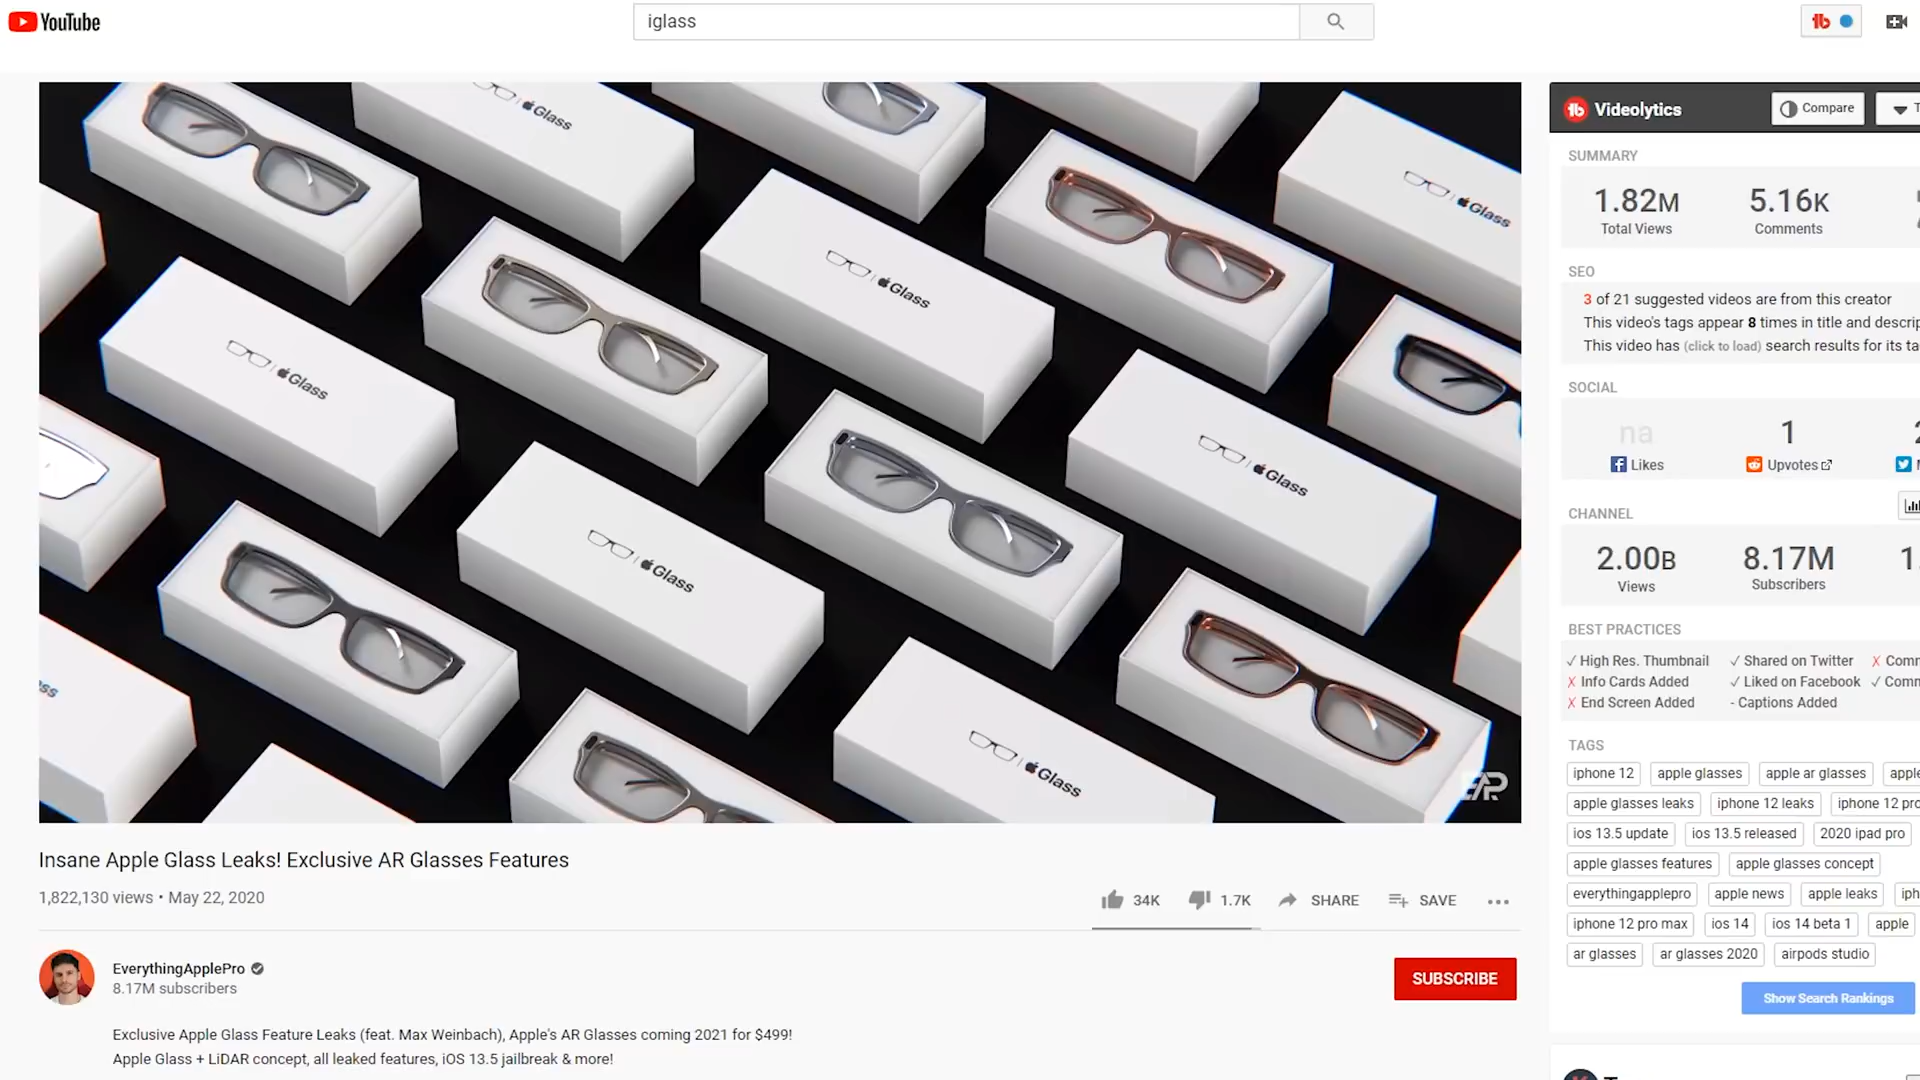 YouTube
iglass
Glass
Glass
Glass
Glass
Glass
Glass
Glass
ss
EAP
Insane Apple Glass Leaks! Exclusive AR Glasses Features
1,822,130 views • May 22, 2020
34K
1.7K
SHARE
SAVE
EverythingApplePro
8.17M subscribers
SUBSCRIBE
Exclusive Apple Glass Feature Leaks (feat. Max Weinbach), Apple's AR Glasses coming 2021 for $499!
Apple Glass + LiDAR concept, all leaked features, iOS 13.5 jailbreak & more!
Videolytics
Compare
SUMMARY
1.82M
5.16K
Total Views
Comments
SEO
3 of 21 suggested videos are from this creator
This video's tags appear 8 times in title and descrip
This video has (click to load) search results for its ta
SOCIAL
na
1
Likes
Upvotes
CHANNEL
2.00B
8.17M
1
Views
Subscribers
BEST PRACTICES
✓ High Res. Thumbnail ✓ Shared on Twitter ✗ Comm
✗ Info Cards Added ✓ Liked on Facebook ✓ Comm
✗ End Screen Added - Captions Added
TAGS
iphone 12 apple glasses apple ar glasses apple
apple glasses leaks iphone 12 leaks iphone 12 pro
ios 13.5 update ios 13.5 released 2020 ipad pro
apple glasses features apple glasses concept
everythingapplepro apple news apple leaks iph
iphone 12 pro max ios 14 ios 14 beta 1 apple
ar glasses ar glasses 2020 airpods studio
Show Search Rankings